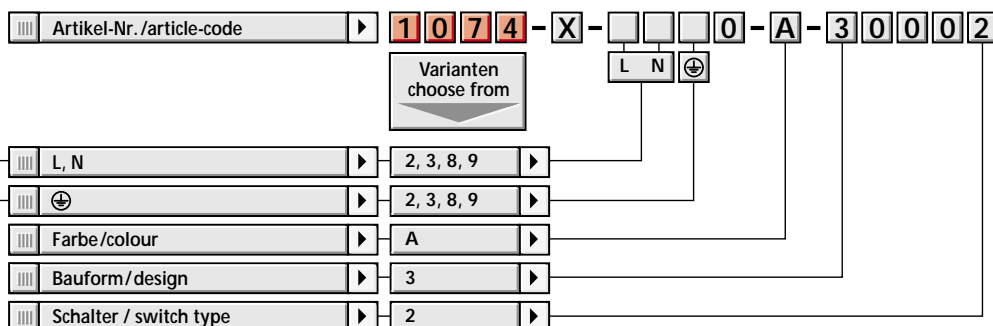 Artikel-Nr./article-code 1074-X-   0-A-30002
Varianten
choose from
L N
L, N 2, 3, 8, 9
⏚ 2, 3, 8, 9
Farbe/colour A
Bauform/design 3
Schalter / switch type 2